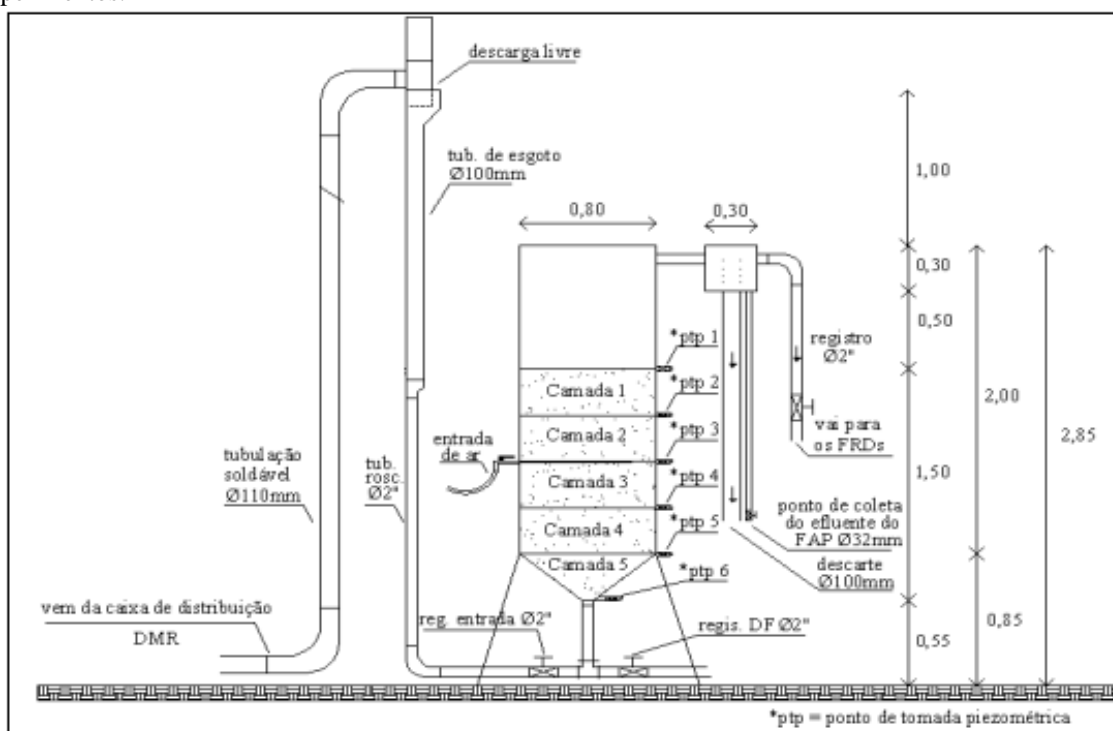 descarga livre
tub. de esgoto
Ø100mm
0,80
0,30
1,00
0,30
0,50
registro
Ø2"
*ptp 1
*ptp 2
*ptp 3
*ptp 4
*ptp 5
*ptp 6
Camada 1
Camada 2
Camada 3
Camada 4
Camada 5
entrada
de ar
vai para
os FRDs
2,00
2,85
tubulação
soldável
Ø110mm
tub.
rosc.
Ø2"
1,50
ponto de coleta
do efluente do
FAP Ø32mm
descarte
Ø100mm
vem da caixa de distribuição
DMR
reg. entrada Ø2"
regis. DF Ø2"
0,55
0,85
*ptp = ponto de tomada piezométrica